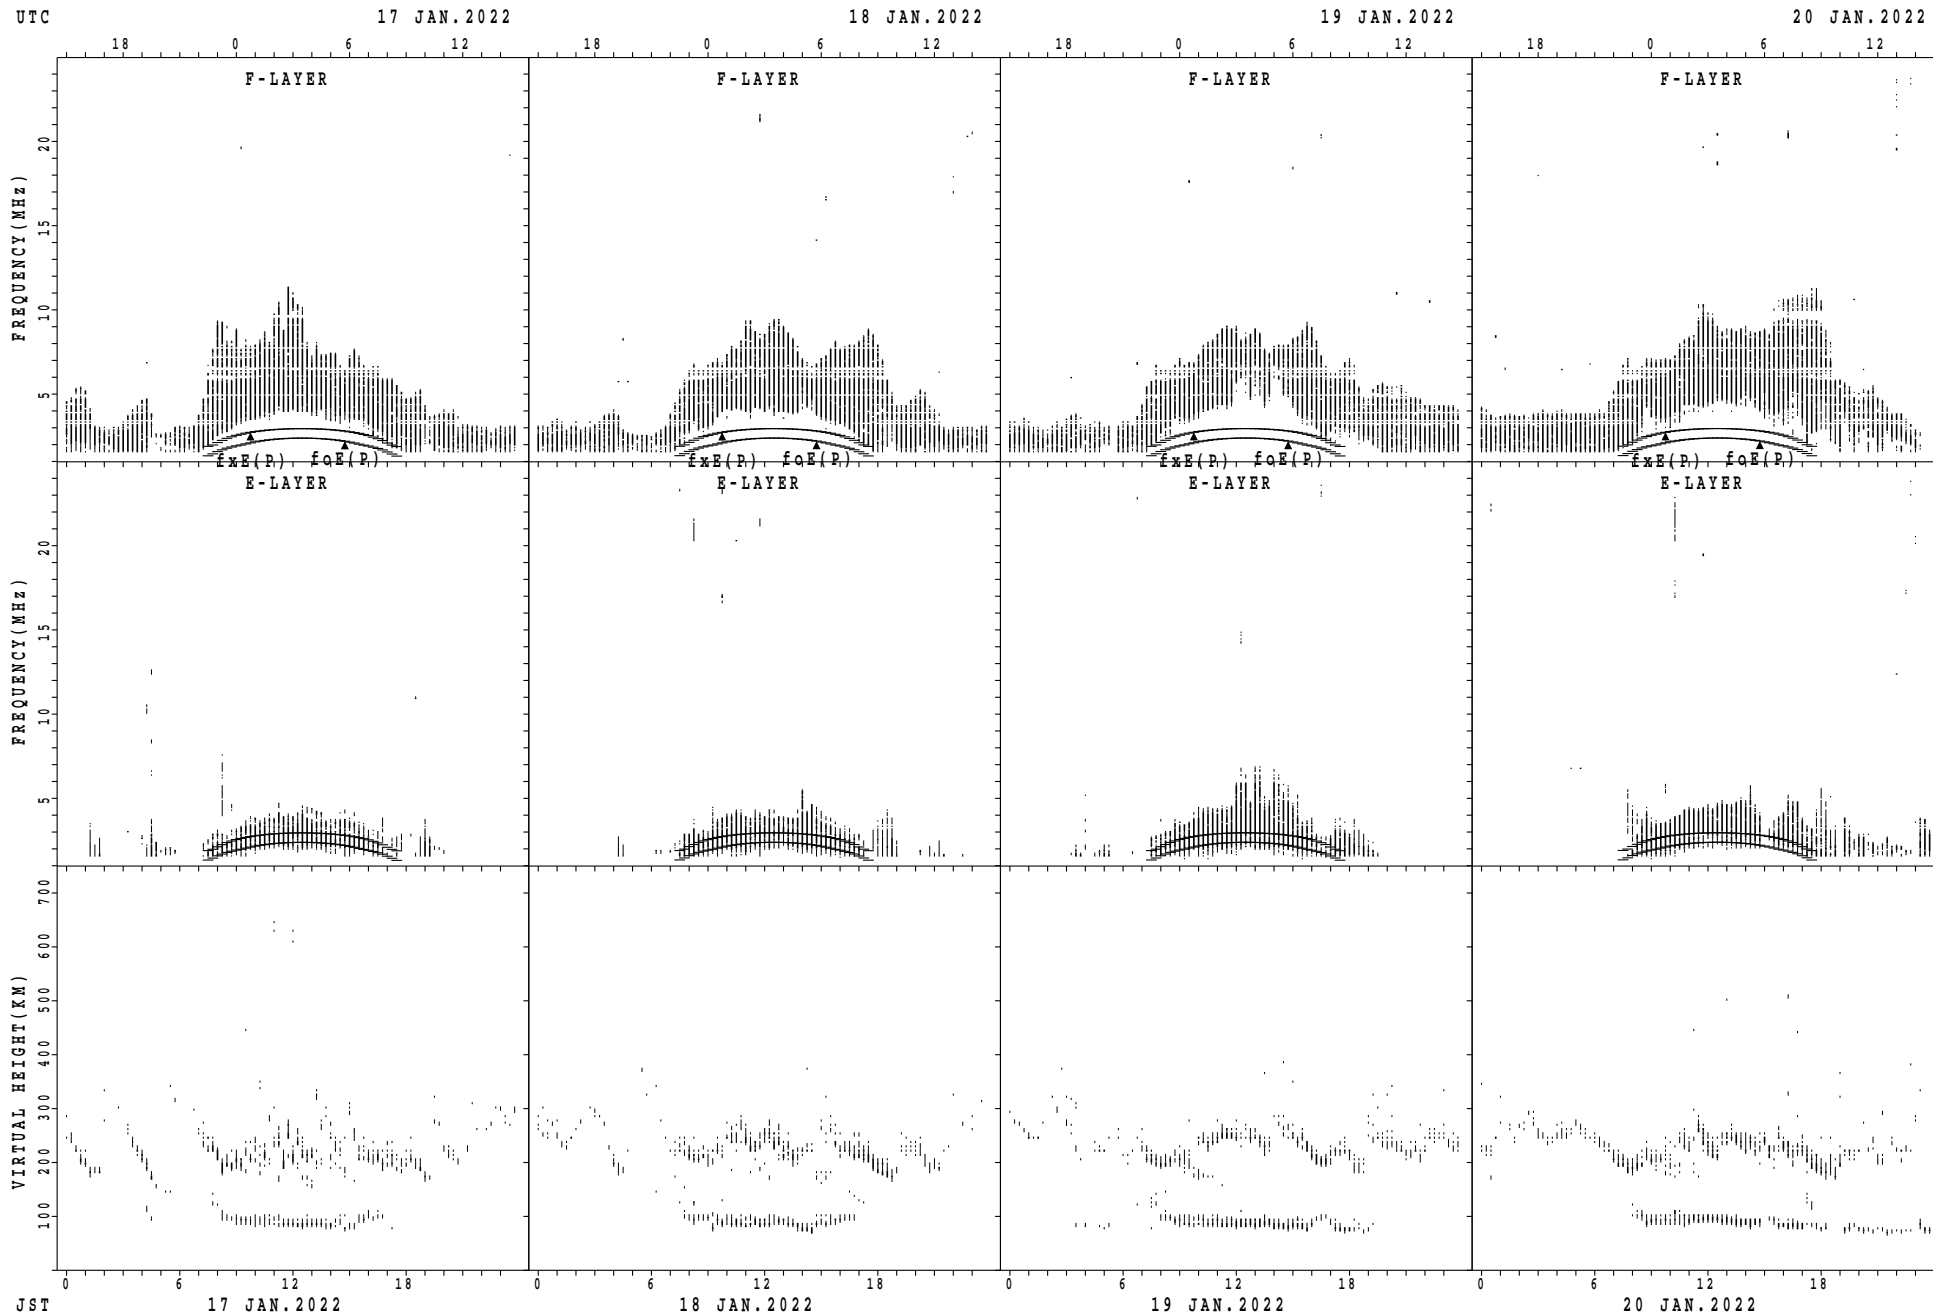 UTC 17 JAN.2022 18 JAN.2022 19 JAN.2022 20 JAN.2022
18 0 6 12 18 0 6 12 18 0 6 12 18 0 6 12
F-LAYER F-LAYER F-LAYER F-LAYER
FREQUENCY(MHz)
20
15
10
5
fxE(P) foE(P) fxE(P) foE(P) fxE(P) foE(P) fxE(P) foE(P)
E-LAYER E-LAYER E-LAYER E-LAYER
FREQUENCY(MHz)
20
15
10
5
VIRTUAL HEIGHT(KM)
700
600
500
400
300
200
100
0 6 12 18 0 6 12 18 0 6 12 18 0 6 12 18
JST 17 JAN.2022 18 JAN.2022 19 JAN.2022 20 JAN.2022